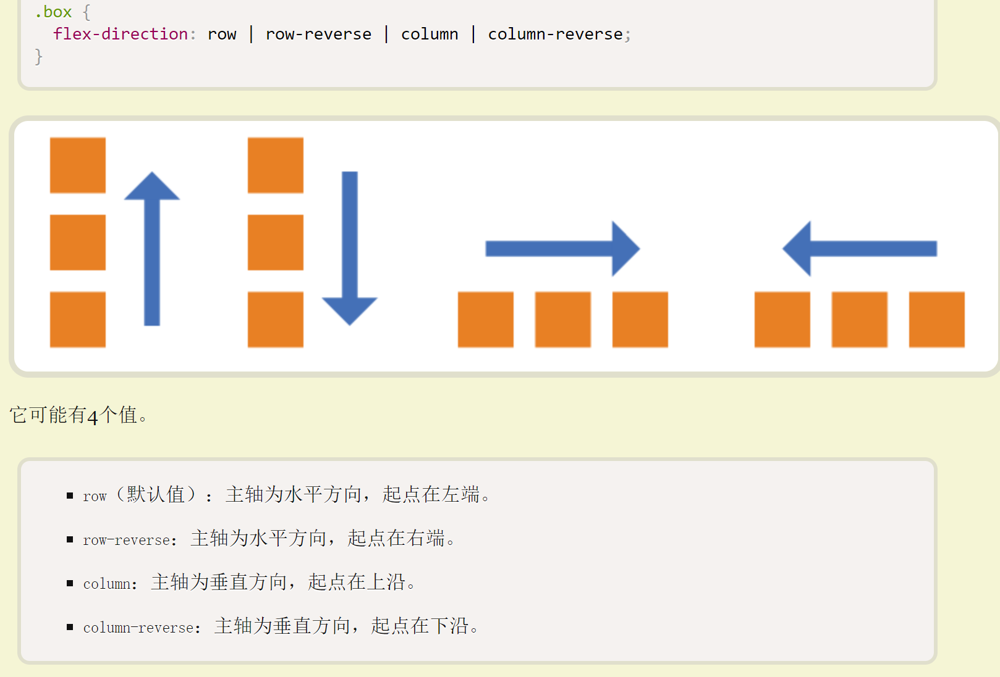 .box {
  flex-direction: row | row-reverse | column | column-reverse;
}
它可能有4个值。
row（默认值）：主轴为水平方向，起点在左端。
row-reverse：主轴为水平方向，起点在右端。
column：主轴为垂直方向，起点在上沿。
column-reverse：主轴为垂直方向，起点在下沿。